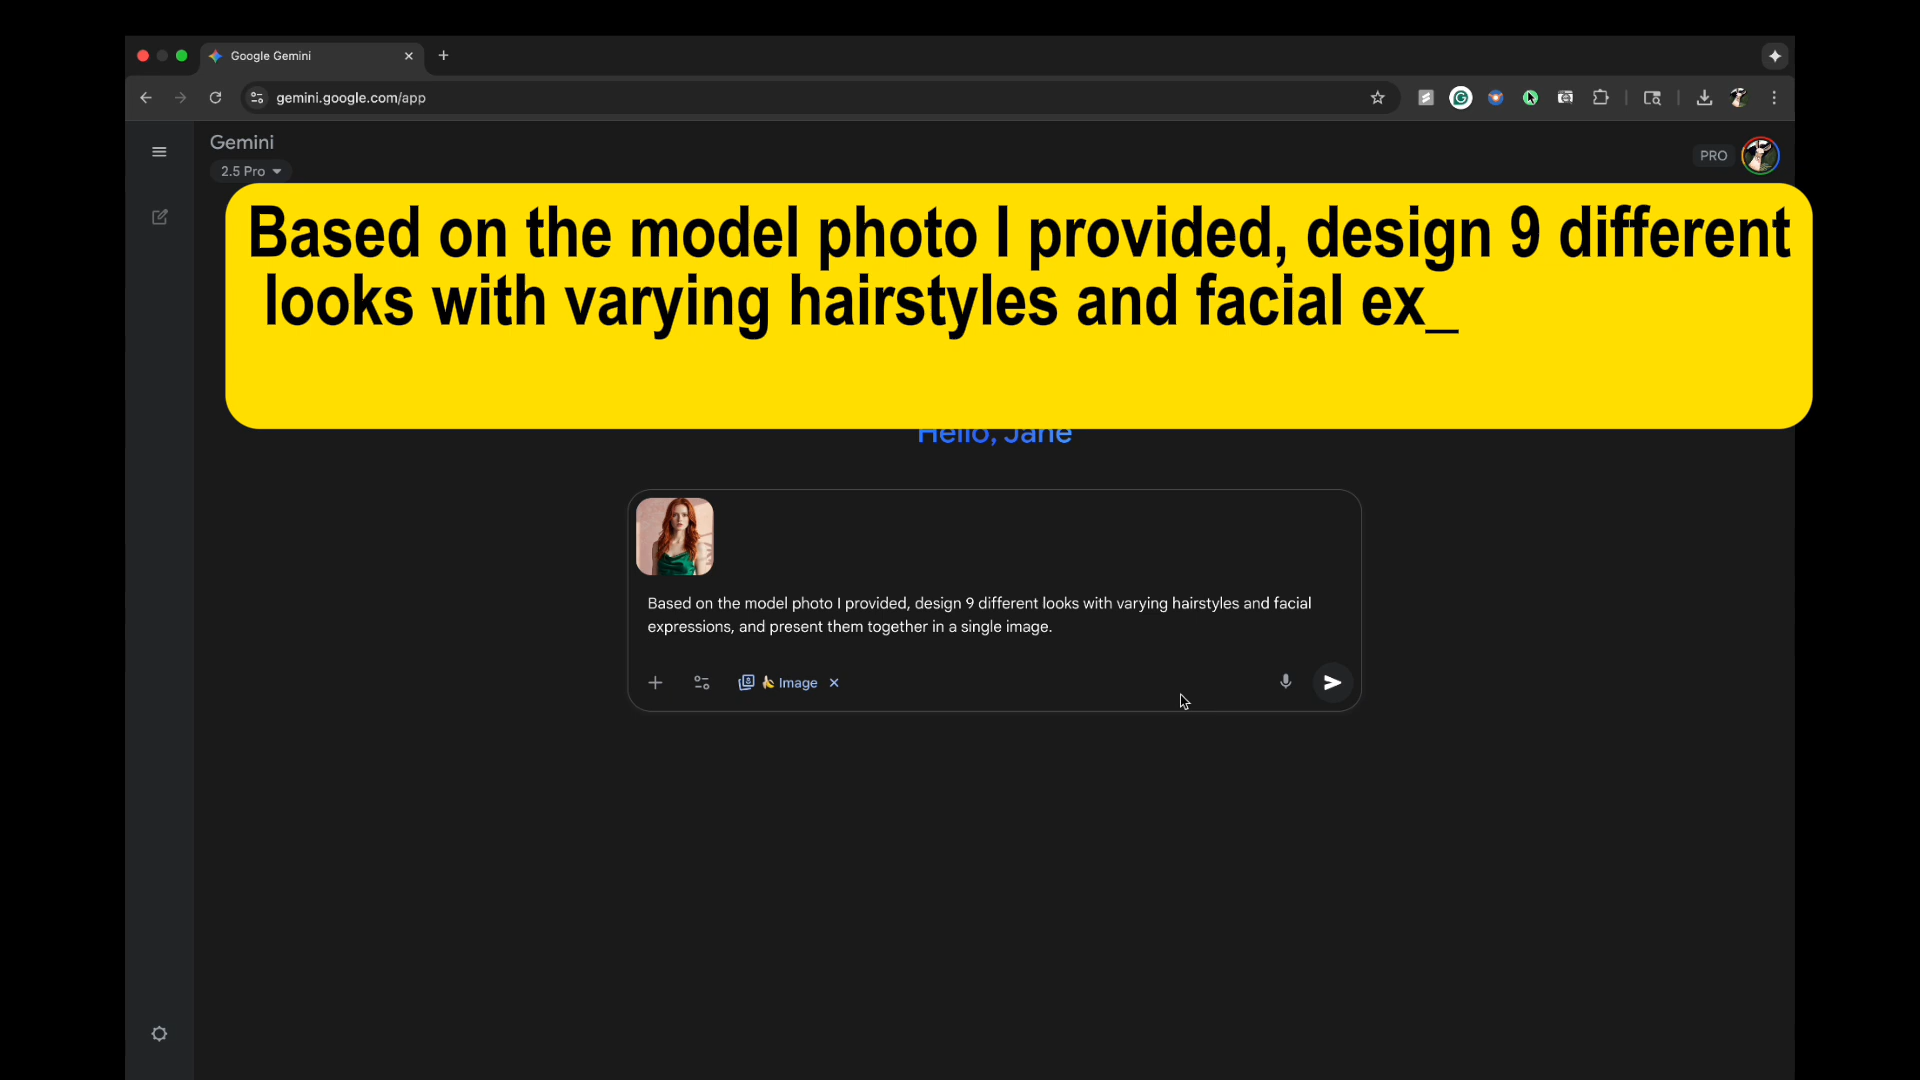 Google Gemini
gemini.google.com/app
Gemini
2.5 Pro
PRO
Based on the model photo I provided, design 9 different
looks with varying hairstyles and facial ex_
Hello, Jane
Based on the model photo I provided, design 9 different looks with varying hairstyles and facial
expressions, and present them together in a single image.
Image